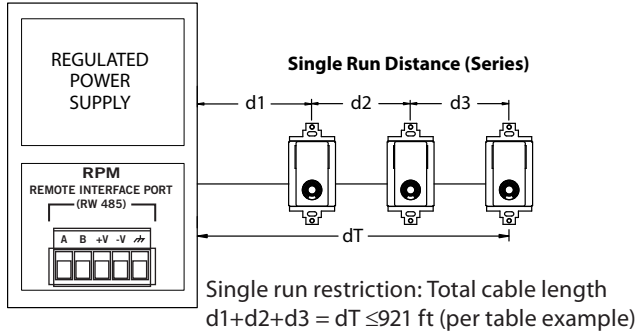 REGULATED
POWER
SUPPLY
Single Run Distance (Series)
d1 d2 d3
RPM
REMOTE INTERFACE PORT
(RW 485)
A B +V -V
dT
Single run restriction: Total cable length
d1+d2+d3 = dT ≤921 ft (per table example)